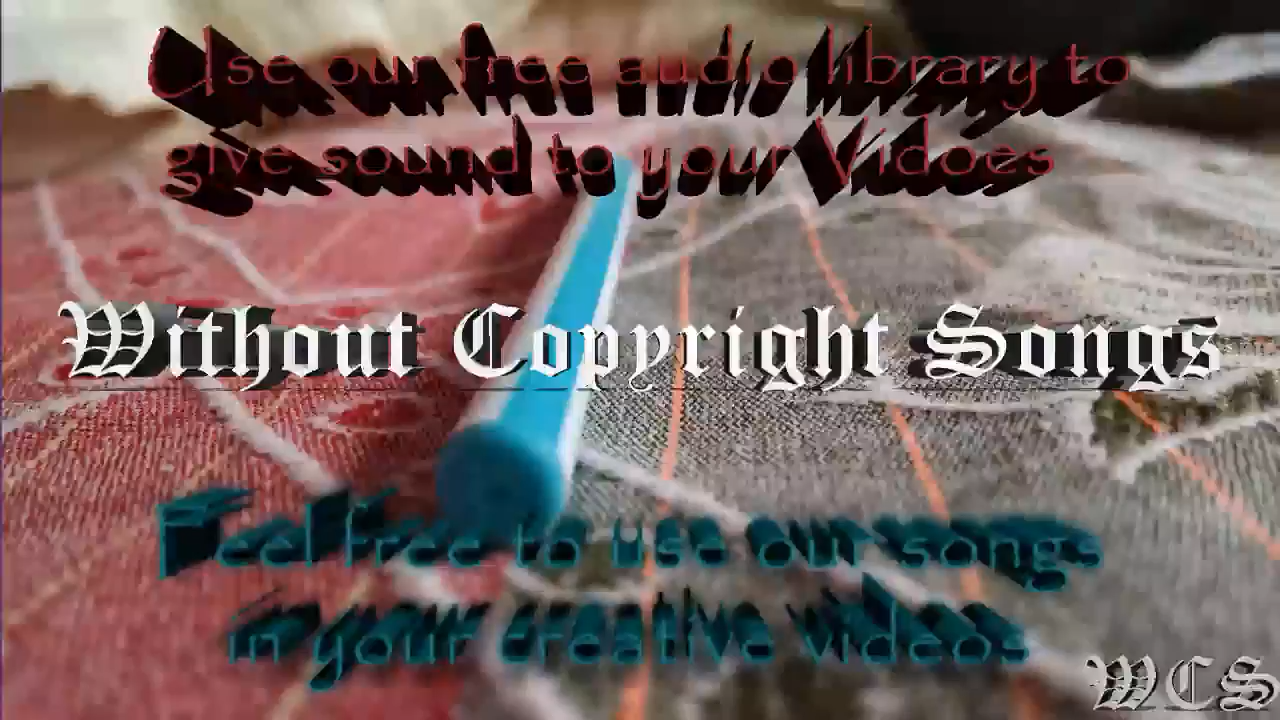 Use our free audio library to
give sound to your Vidoes
Without Copyright Songs
Feel free to use our songs
in your creative videos
WCS